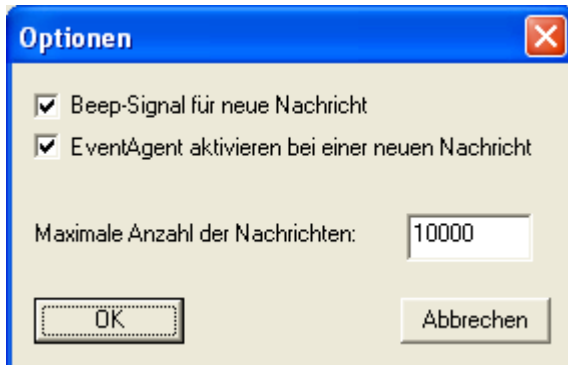 Optionen
Beep-Signal für neue Nachricht
EventAgent aktivieren bei einer neuen Nachricht
Maximale Anzahl der Nachrichten: 10000
OK Abbrechen